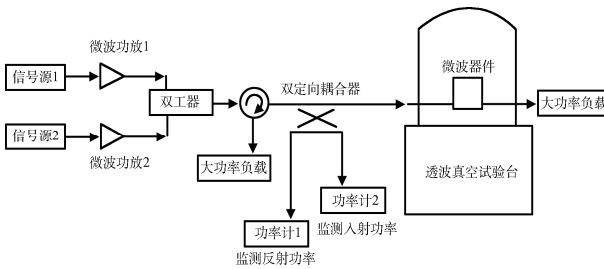 微波功放1
信号源1
双工器
信号源2
微波功放2
双定向耦合器
大功率负载
功率计1
监测反射功率
功率计2
监测入射功率
微波器件
大功率负载
透波真空试验台